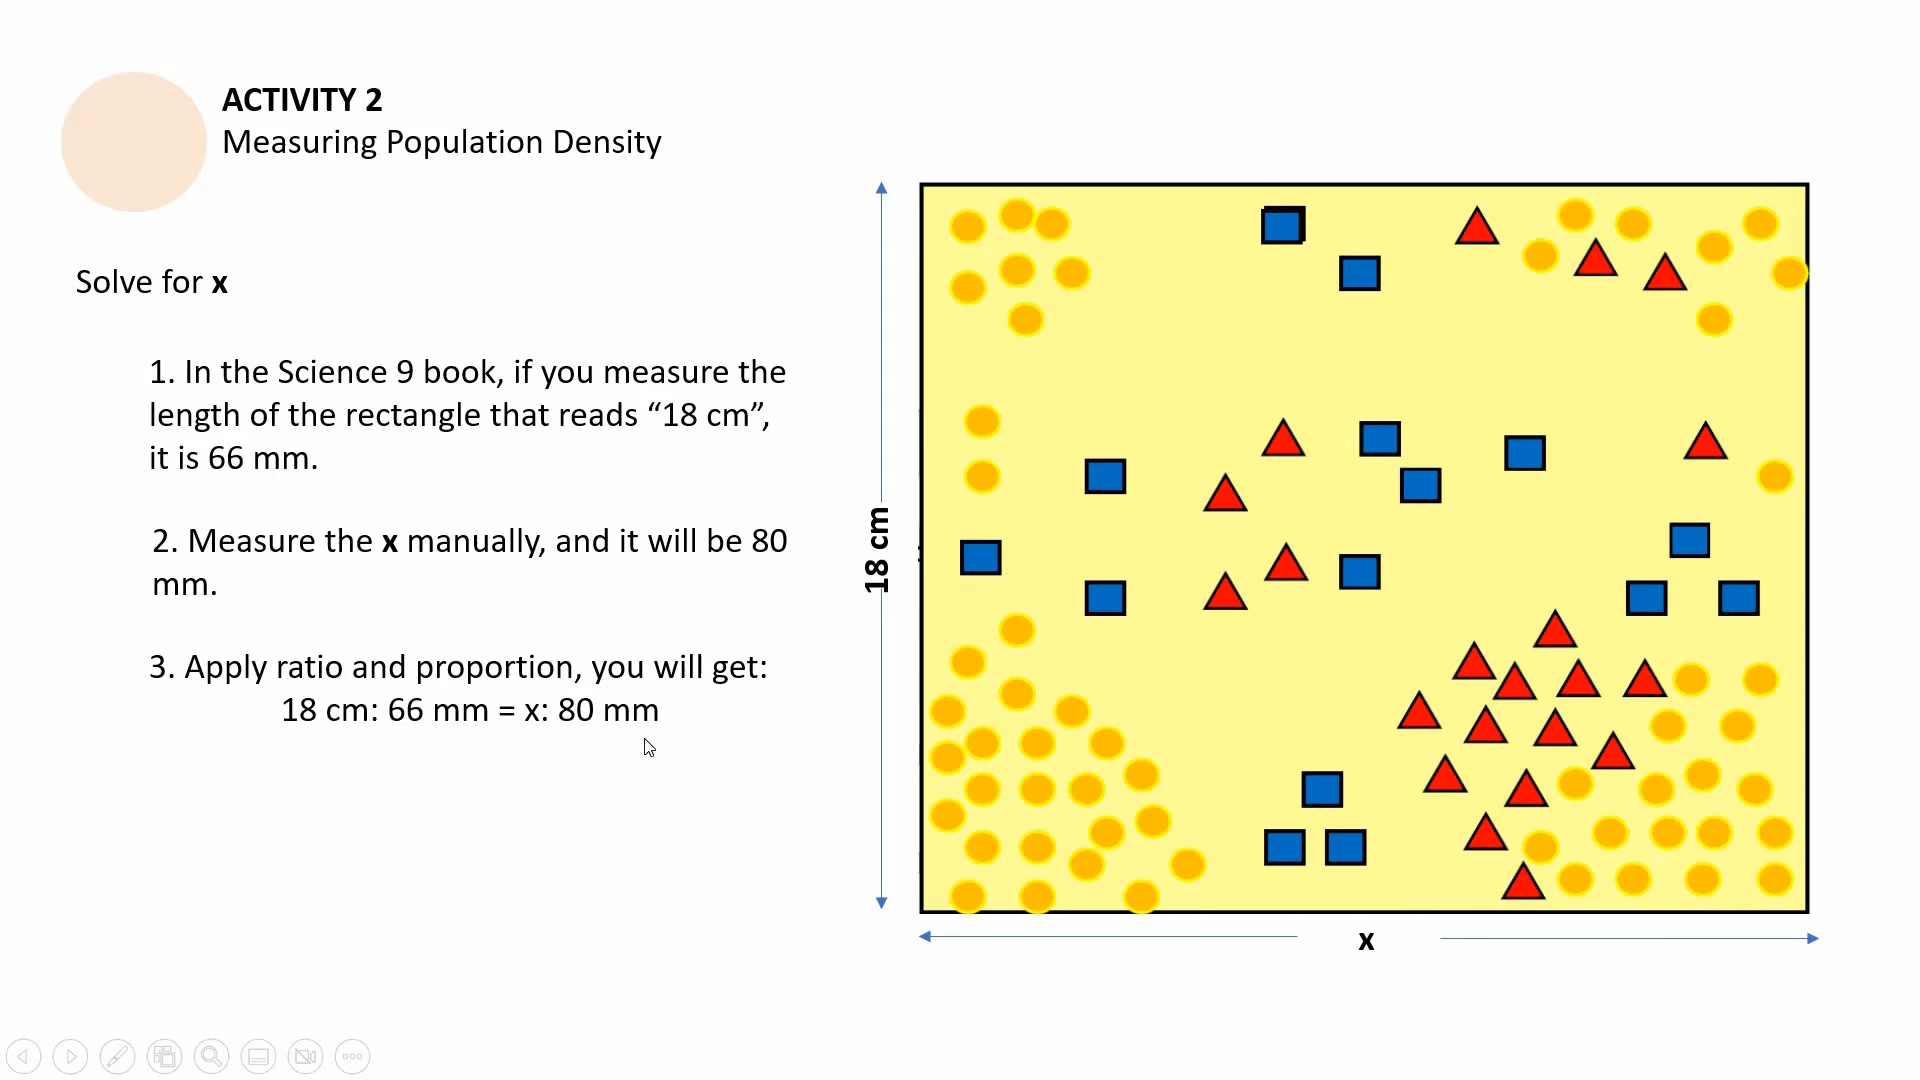 ACTIVITY 2
Measuring Population Density
Solve for x
1. In the Science 9 book, if you measure the
length of the rectangle that reads “18 cm”,
it is 66 mm.
2. Measure the x manually, and it will be 80
mm.
3. Apply ratio and proportion, you will get:
18 cm: 66 mm = x: 80 mm
18 cm
x